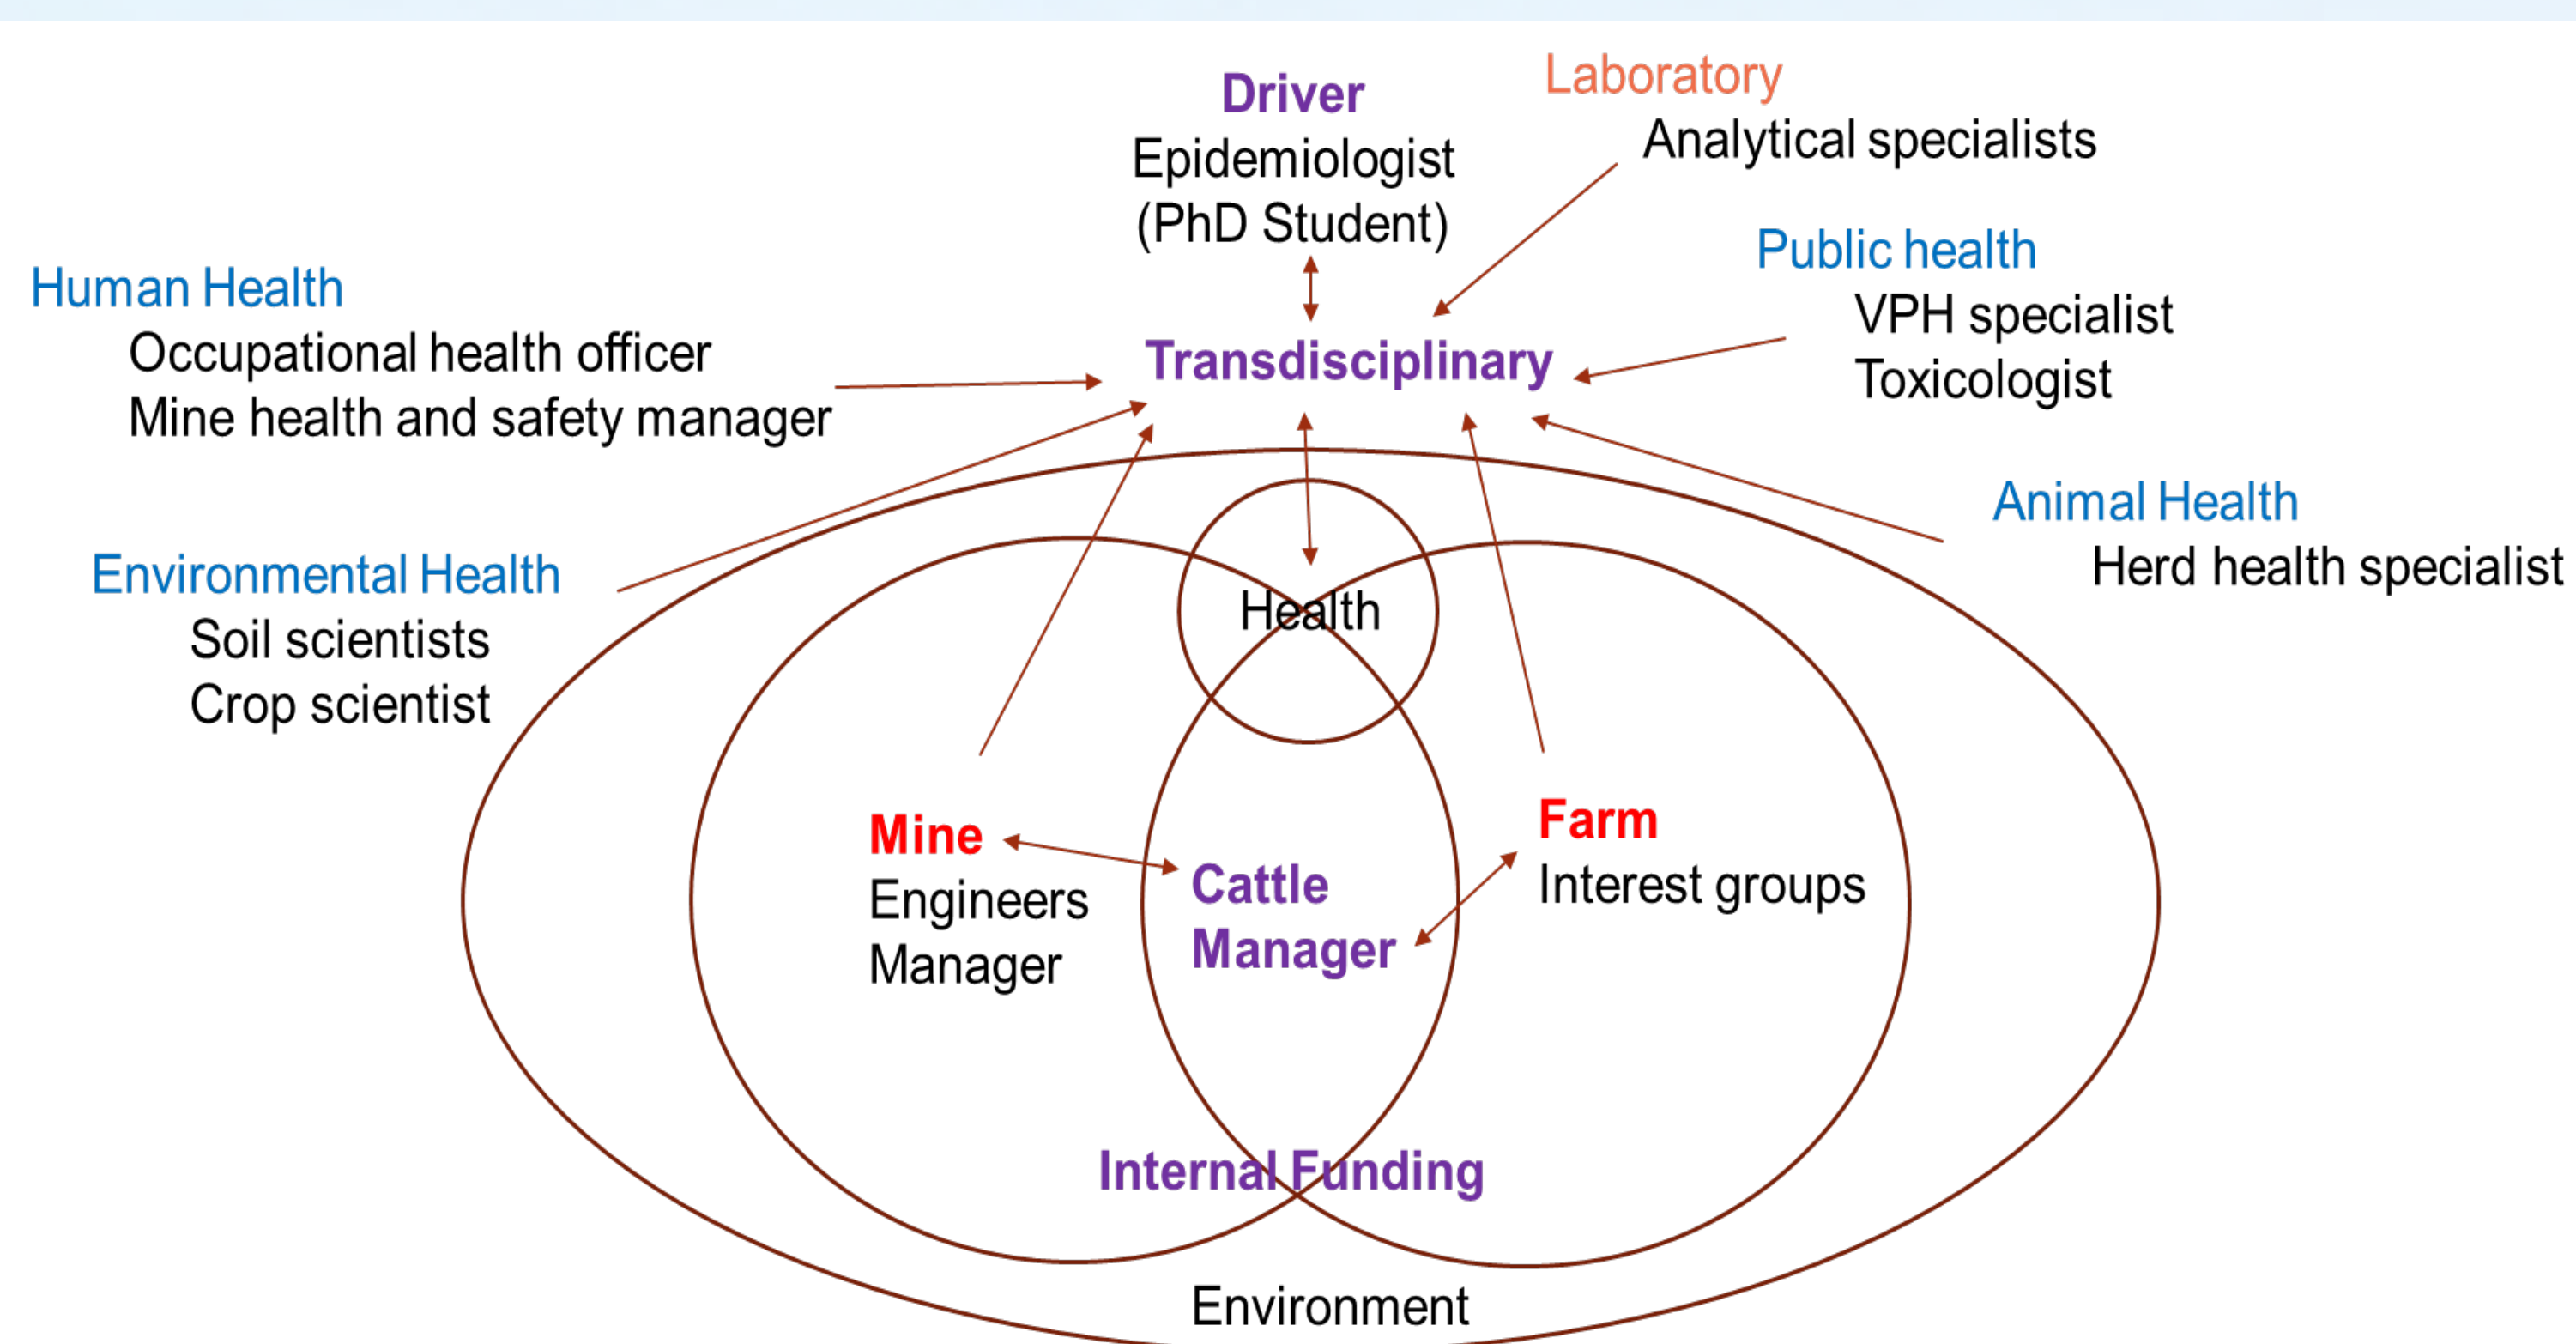 Driver
Epidemiologist
(PhD Student)
Laboratory
Analytical specialists
Public health
VPH specialist
Toxicologist
Human Health
Occupational health officer
Mine health and safety manager
Transdisciplinary
Animal Health
Herd health specialist
Environmental Health
Soil scientists
Crop scientist
Health
Mine
Engineers
Manager
Cattle
Manager
Farm
Interest groups
Internal Funding
Environment